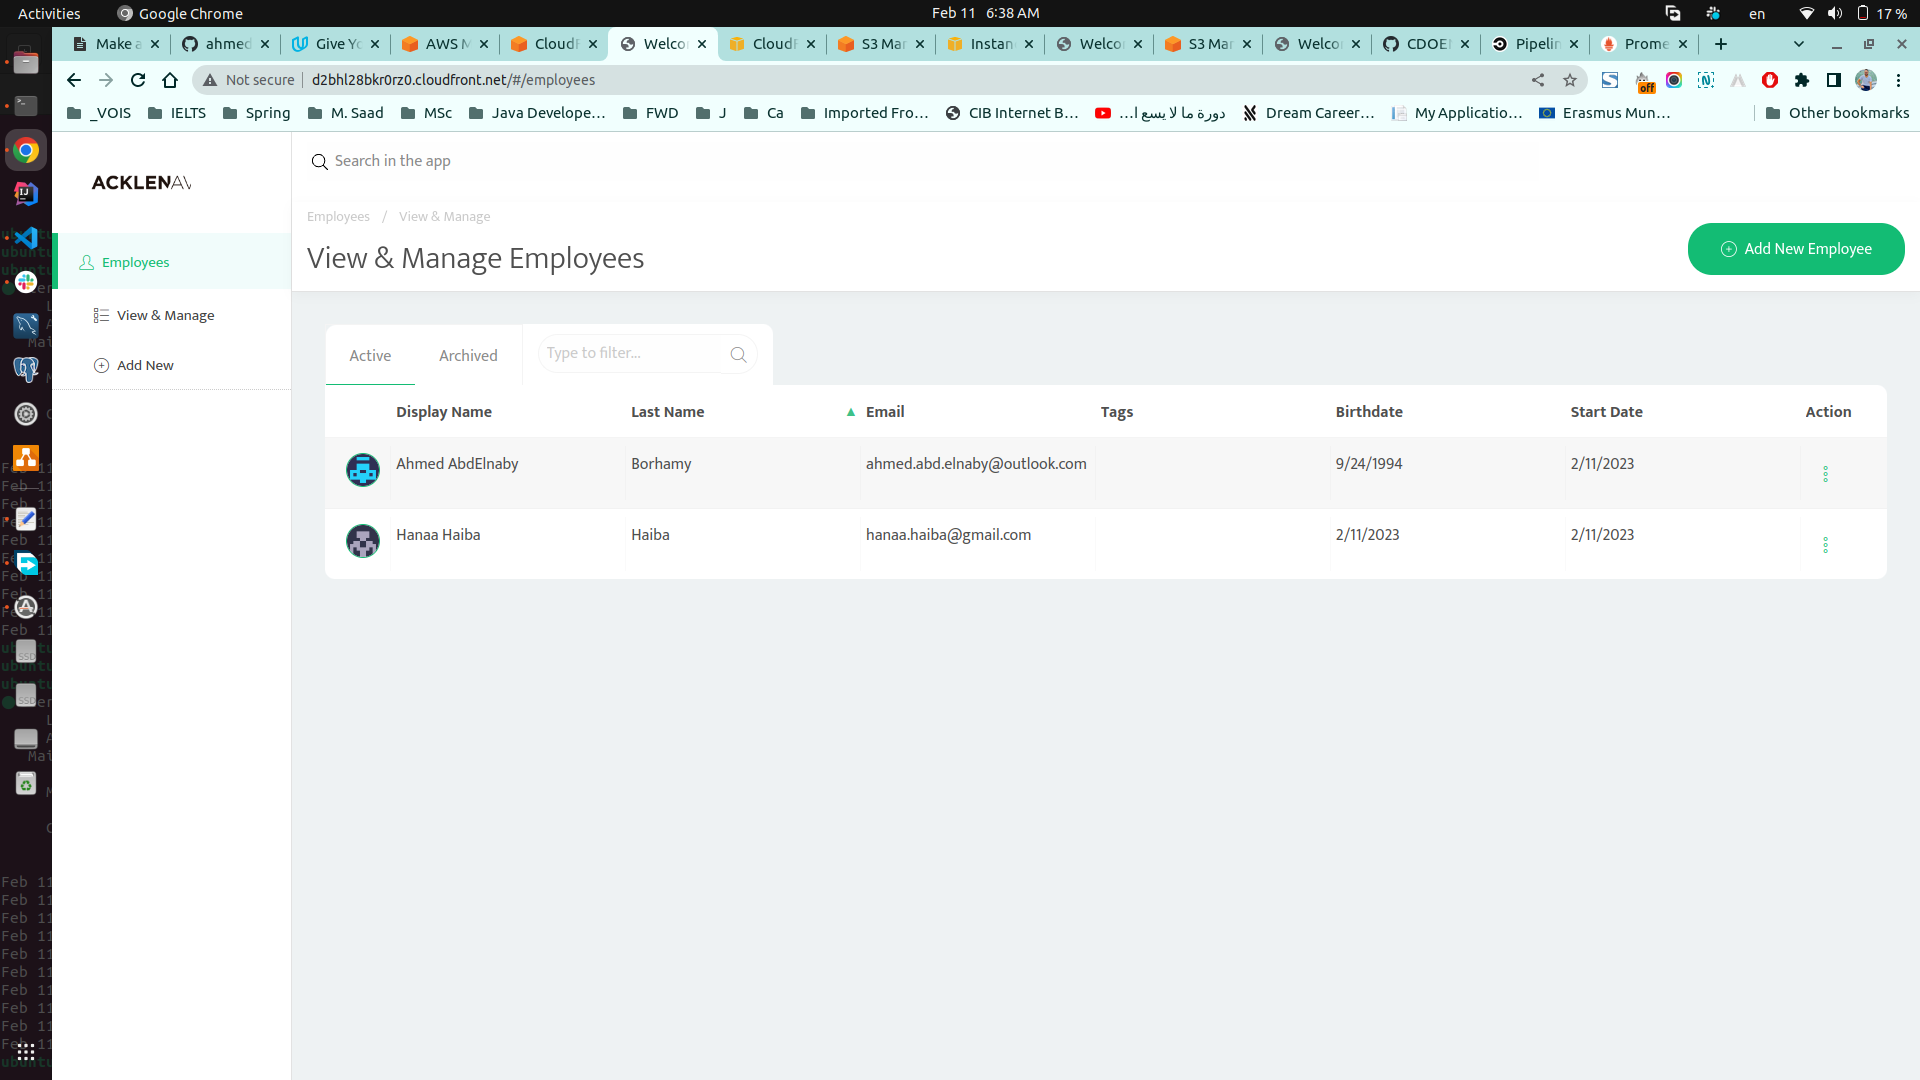 Activities Google Chrome Feb 11 6:38 AM en 17 %
Make a ahmed Give Yo AWS M CloudF Welco CloudF S3 Mar Instan Welco S3 Mar Welco CDOE Pipelin Prome
Not secure d2bhl28bkr0rz0.cloudfront.net/#/employees off
_VOIS IELTS Spring M. Saad MSc Java Develope... FWD J Ca Imported Fro... CIB Internet B... دورة ما لا يسع ا... Dream Career... My Applicatio... Erasmus Mun... Other bookmarks
ACKLENAV
Search in the app
Employees / View & Manage
View & Manage Employees
Add New Employee
Employees
View & Manage
Add New
Active Archived Type to filter...
Display Name Last Name Email Tags Birthdate Start Date Action
Ahmed AbdElnaby Borhamy ahmed.abd.elnaby@outlook.com 9/24/1994 2/11/2023
Hanaa Haiba Haiba hanaa.haiba@gmail.com 2/11/2023 2/11/2023